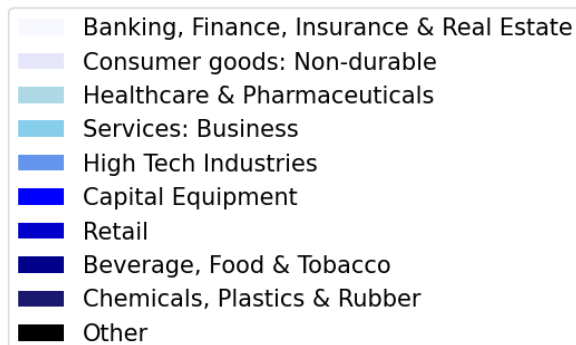 Banking, Finance, Insurance & Real Estate
Consumer goods: Non-durable
Healthcare & Pharmaceuticals
Services: Business
High Tech Industries
Capital Equipment
Retail
Beverage, Food & Tobacco
Chemicals, Plastics & Rubber
Other